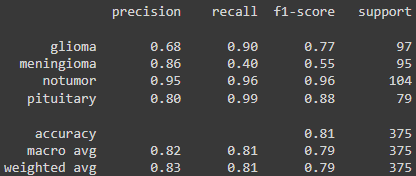 precision recall f1-score support
glioma 0.68 0.90 0.77 97
meningioma 0.86 0.40 0.55 95
notumor 0.95 0.96 0.96 104
pituitary 0.80 0.99 0.88 79
accuracy 0.81 375
macro avg 0.82 0.81 0.79 375
weighted avg 0.83 0.81 0.79 375